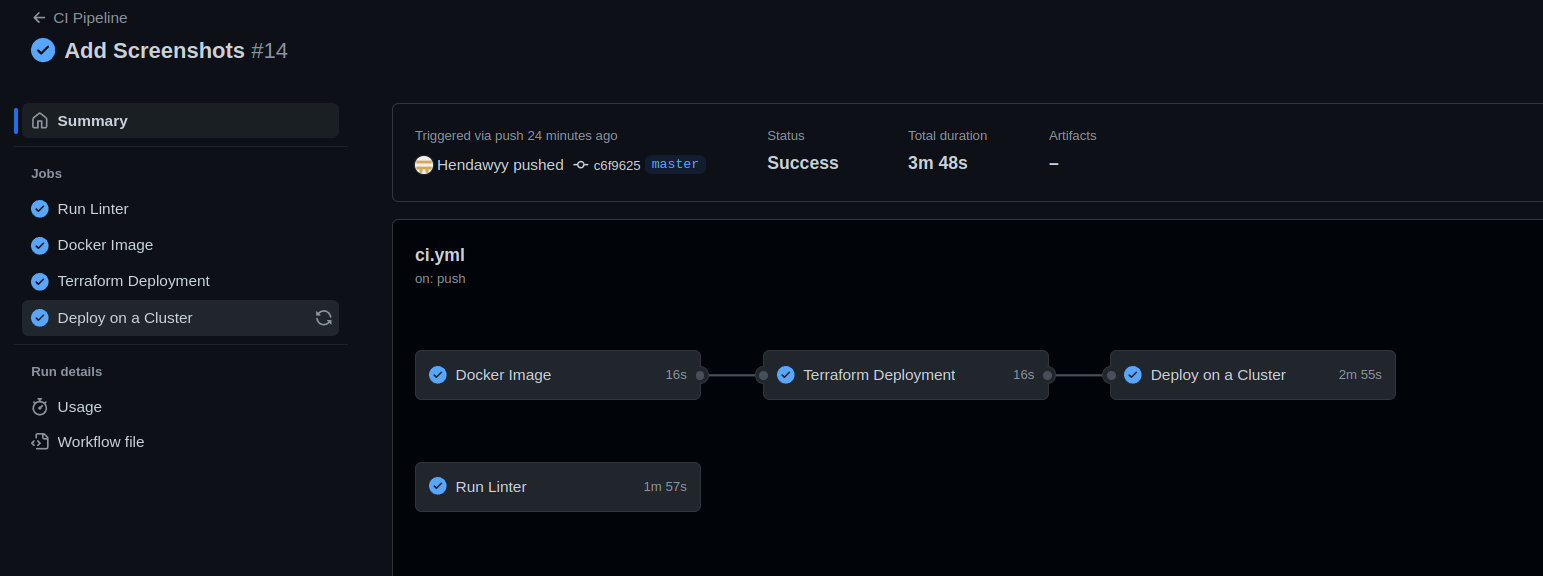 CI Pipeline
Add Screenshots #14
Summary
Jobs
Run Linter
Docker Image
Terraform Deployment
Deploy on a Cluster
Run details
Usage
Workflow file
Triggered via push 24 minutes ago
Hendawyy pushed c6f9625 master
Status
Success
Total duration
3m 48s
Artifacts
–
ci.yml
on: push
Docker Image 16s
Terraform Deployment 16s
Deploy on a Cluster 2m 55s
Run Linter 1m 57s